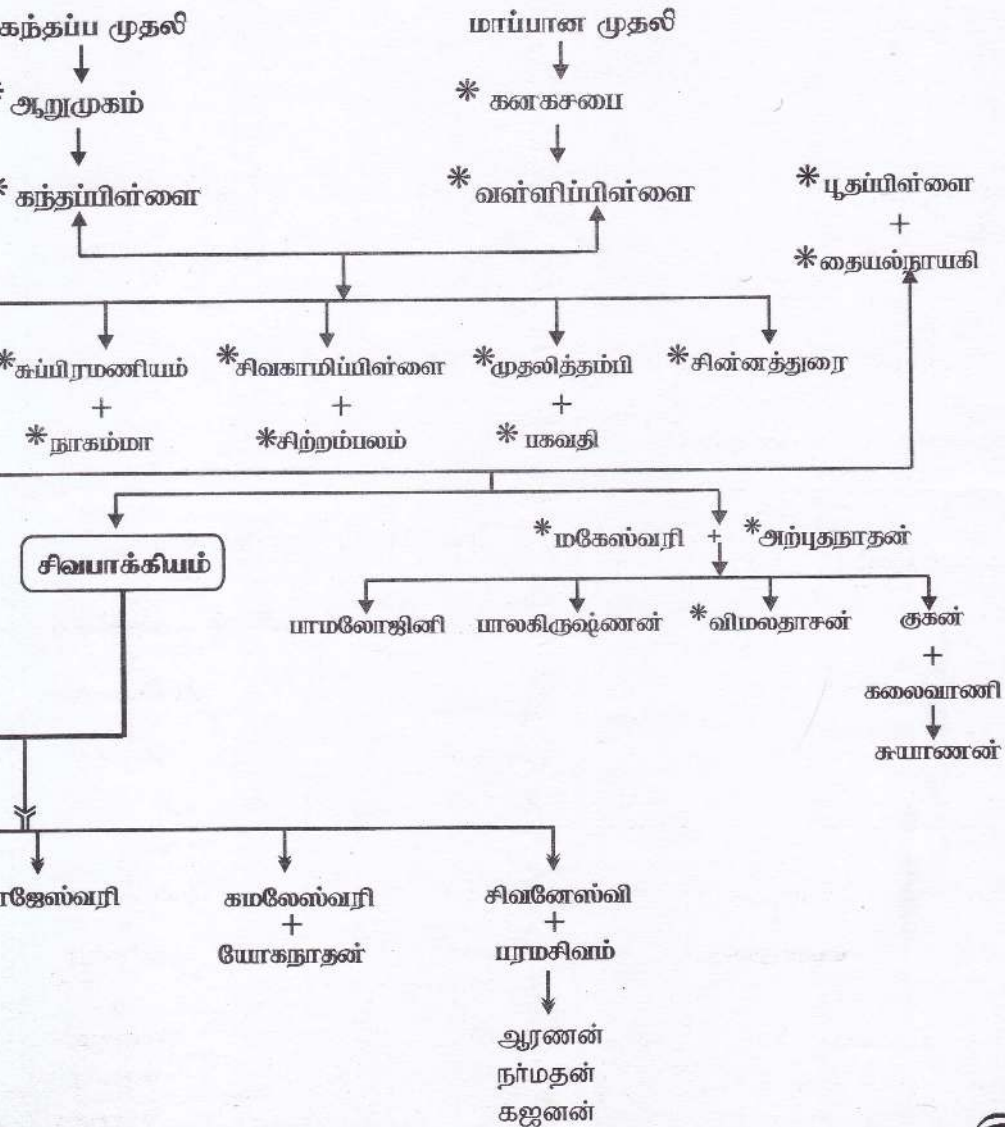 கந்தப்ப முதலி மாப்பான முதலி
* ஆறுமுகம் * கனகசபை
* கந்தப்பிள்ளை * வள்ளிப்பிள்ளை * பூதப்பிள்ளை
+
* தையல்நாயகி
* சுப்பிரமணியம் * சிவகாமிப்பிள்ளை * முதலித்தம்பி * சின்னத்துரை
+ + +
* நாகம்மா * சிற்றம்பலம் * பகவதி
* மகேஸ்வரி + * அற்புதநாதன்
சிவபாக்கியம்
பாமலோஜினி பாலகிருஷ்ணன் * விமலதாசன் குகன்
+
கலைவாணி
சுயாணன்
ரஜேஸ்வரி கமலேஸ்வரி சிவனேஸ்வி
+ +
யோகநாதன் பரமசிவம்
ஆரணன்
நர்மதன்
கஜனன்